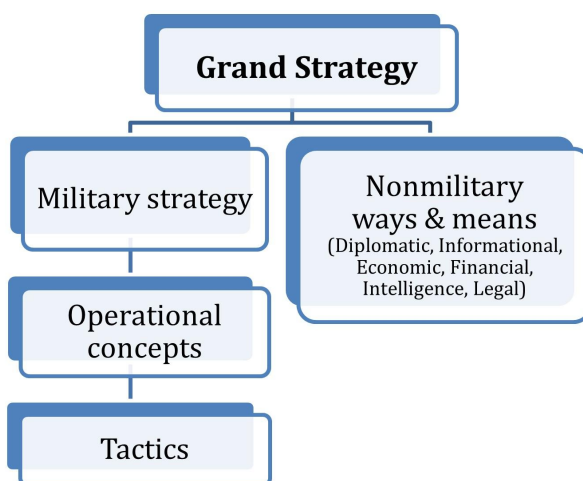 Grand Strategy
Military strategy
Nonmilitary
ways & means
(Diplomatic, Informational,
Economic, Financial,
Intelligence, Legal)
Operational
concepts
Tactics